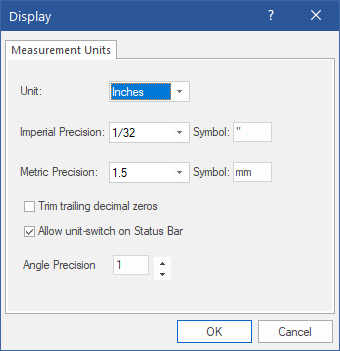 Display ?
Measurement Units
Unit: Inches
Imperial Precision: 1/32 Symbol: "
Metric Precision: 1.5 Symbol: mm
Trim trailing decimal zeros
Allow unit-switch on Status Bar
Angle Precision 1
OK Cancel